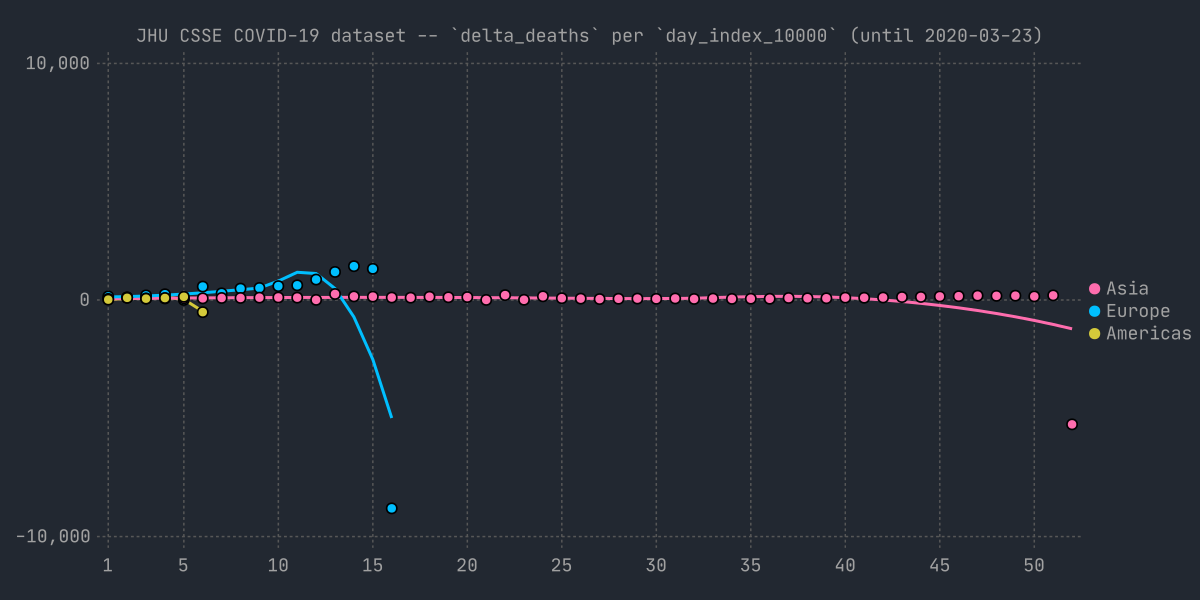 JHU CSSE COVID-19 dataset -- `delta_deaths` per `day_index_10000` (until 2020-03-23)
10,000
0
-10,000
Asia
Europe
Americas
1 5 10 15 20 25 30 35 40 45 50